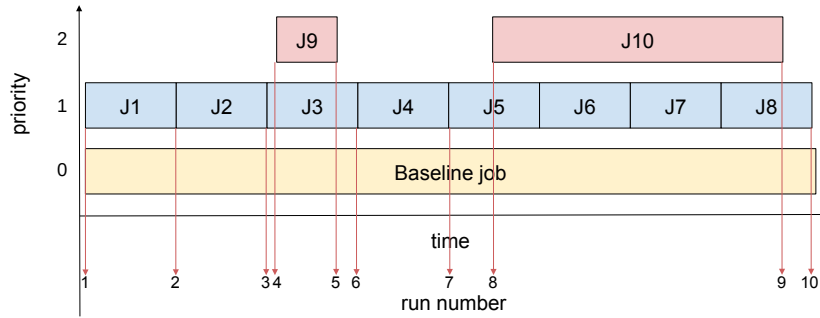 2
J9
J10
priority
1
J1 J2 J3 J4 J5 J6 J7 J8
0
Baseline job
time
1 2 3 4 5 6 7 8 9 10
run number